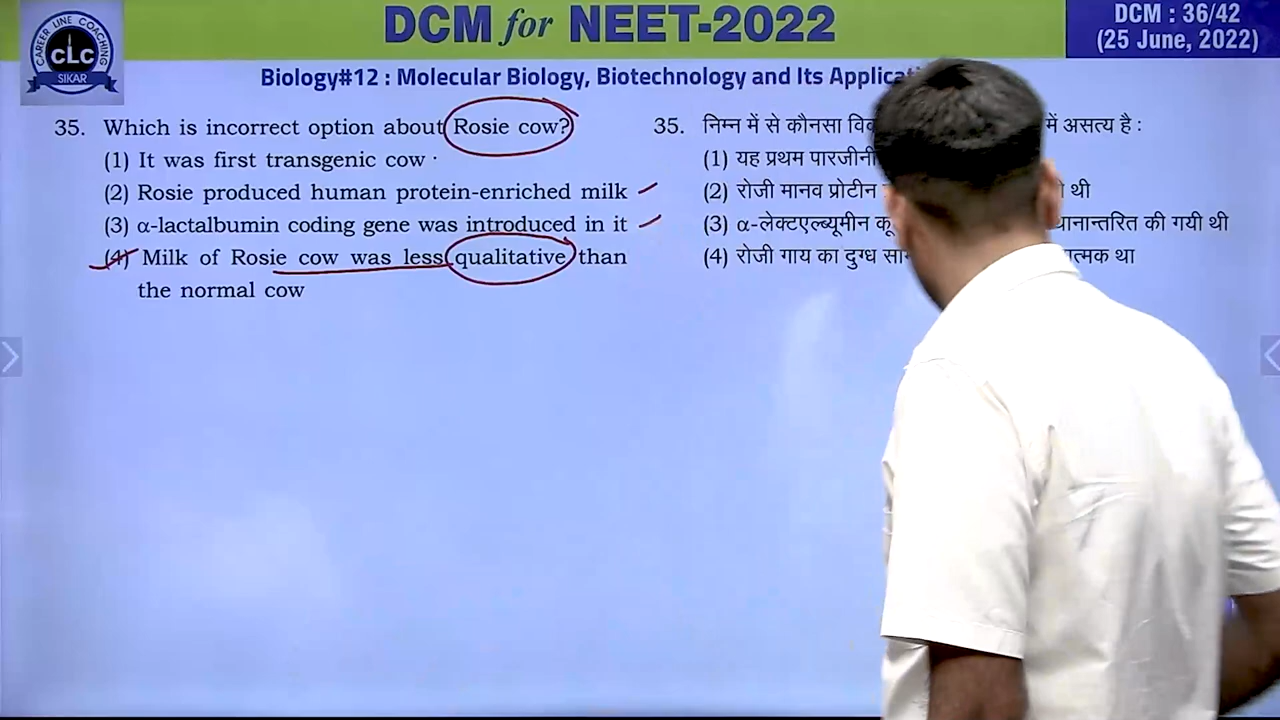 CAREER LINE COACHING
CLC
SIKAR
DCM for NEET-2022
DCM : 36/42
(25 June, 2022)
Biology#12 : Molecular Biology, Biotechnology and Its
35. Which is incorrect option about Rosie cow?
(1) It was first transgenic cow
(2) Rosie produced human protein-enriched milk
(3) α-lactalbumin coding gene was introduced in it
(4) Milk of Rosie cow was less qualitative than
the normal cow
35. निम्न में से कौनसा में असत्य है :
(1) यह प्रथम पारजीनी
(2) रोजी मानव प्रोटीन थी
(3) α-लेक्टएल्ब्यूमीन की गयी थी
(4) रोजी गाय का दुग्ध था